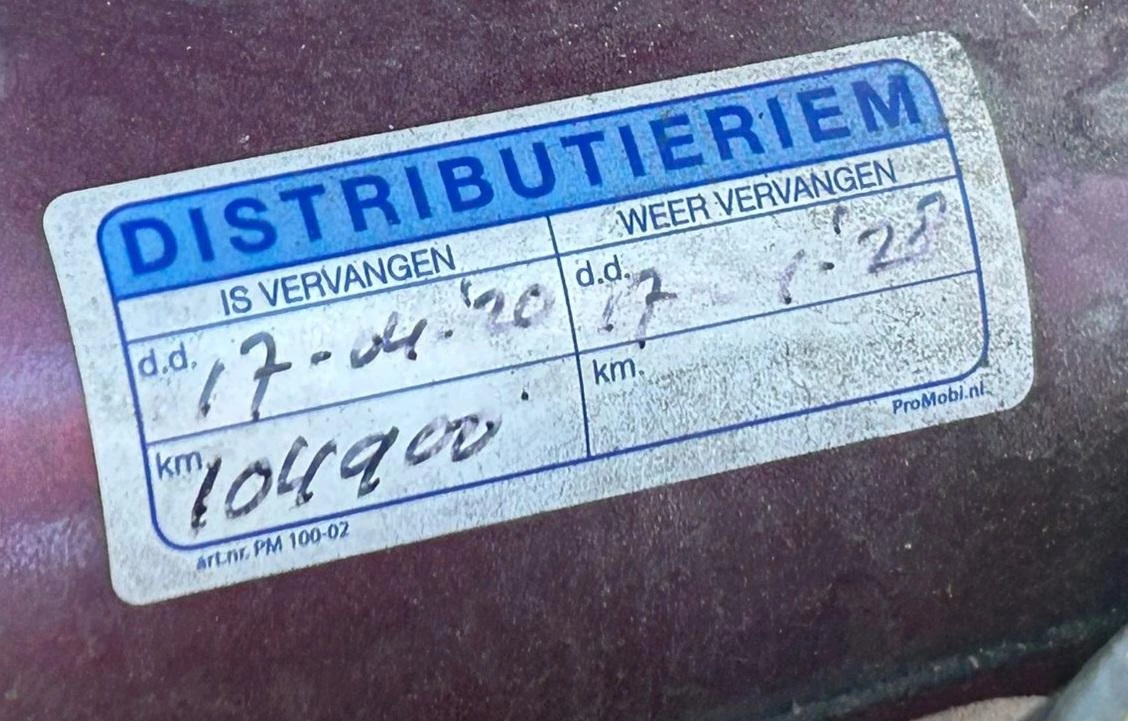 DISTRIBUTIERIEM
IS VERVANGEN
WEER VERVANGEN
d.d. 17-04-'20
d.d. 17 '28
km. 104900
km.
art.nr. PM 100-02
ProMobi.nl